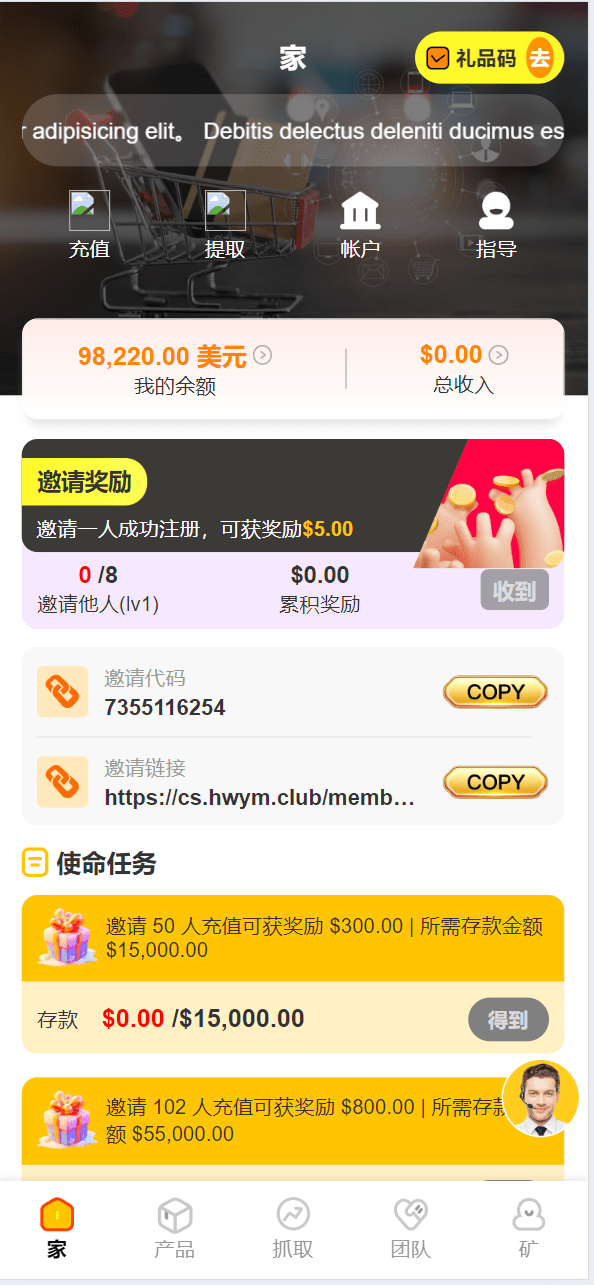 家
礼品码 去
r adipisicing elit。 Debitis delectus deleniti ducimus es
充值 提取 帐户 指导
98,220.00 美元 $0.00
我的余额 总收入
邀请奖励
邀请一人成功注册，可获奖励$5.00
0 /8 $0.00
邀请他人(lv1) 累积奖励 收到
邀请代码
7355116254 COPY
邀请链接
https://cs.hwym.club/memb... COPY
使命任务
邀请 50 人充值可获奖励 $300.00 | 所需存款金额
$15,000.00
存款 $0.00 /$15,000.00 得到
邀请 102 人充值可获奖励 $800.00 | 所需存款
额 $55,000.00
家 产品 抓取 团队 矿